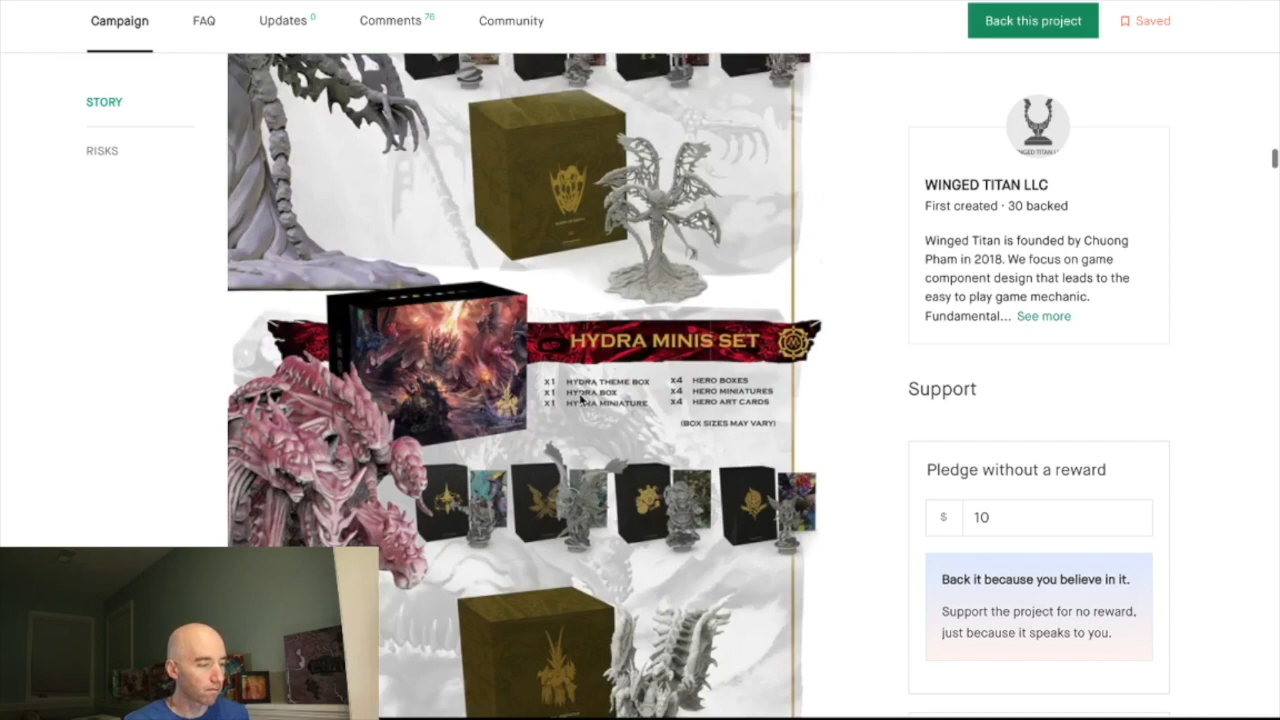 Campaign FAQ Updates 0 Comments 76 Community Back this project Saved
STORY
RISKS
WINGED TITAN LLC
First created · 30 backed
Winged Titan is founded by Chuong
Pham in 2018. We focus on game
component design that leads to the
easy to play game mechanic.
Fundamental... See more
HYDRA MINIS SET
X1 HYDRA THEME BOX
X1 HYDRA BOX
X1 HYDRA MINIATURE
X4 HERO BOXES
X4 HERO MINIATURES
X4 HERO ART CARDS
(BOX SIZES MAY VARY)
Support
Pledge without a reward
$ 10
Back it because you believe in it.
Support the project for no reward,
just because it speaks to you.